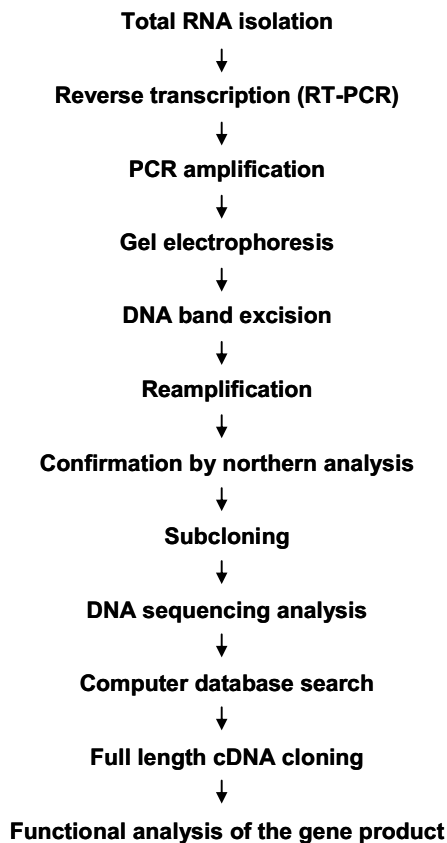 Total RNA isolation
Reverse transcription (RT-PCR)
PCR amplification
Gel electrophoresis
DNA band excision
Reamplification
Confirmation by northern analysis
Subcloning
DNA sequencing analysis
Computer database search
Full length cDNA cloning
Functional analysis of the gene product